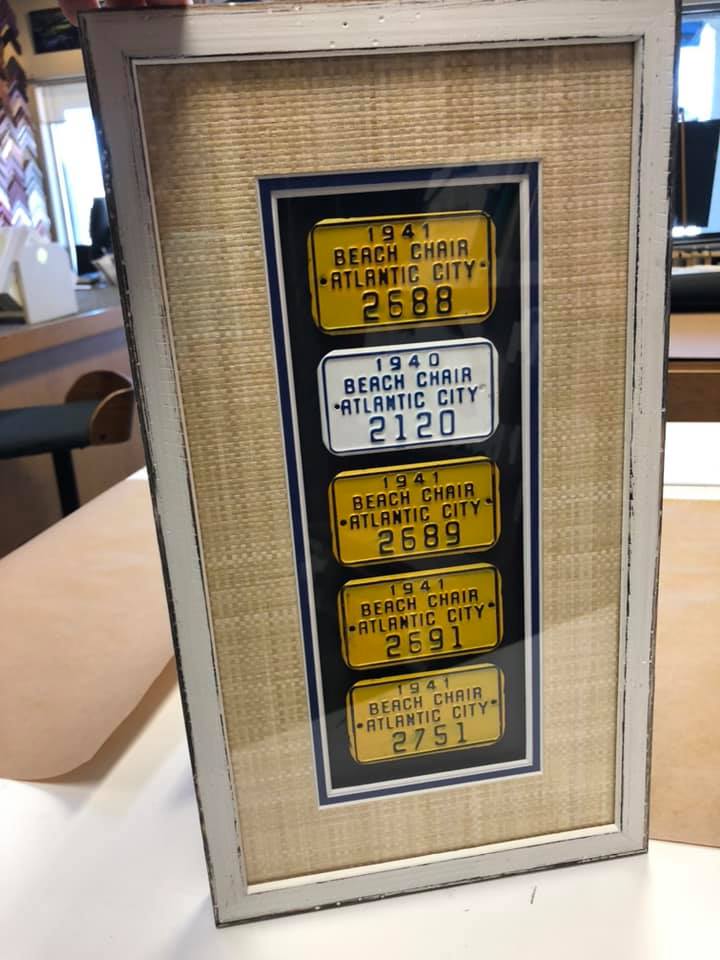 1941
BEACH CHAIR
ATLANTIC CITY
2688
1940
BEACH CHAIR
ATLANTIC CITY
2120
1941
BEACH CHAIR
ATLANTIC CITY
2689
1941
BEACH CHAIR
ATLANTIC CITY
2691
1941
BEACH CHAIR
ATLANTIC CITY
2751